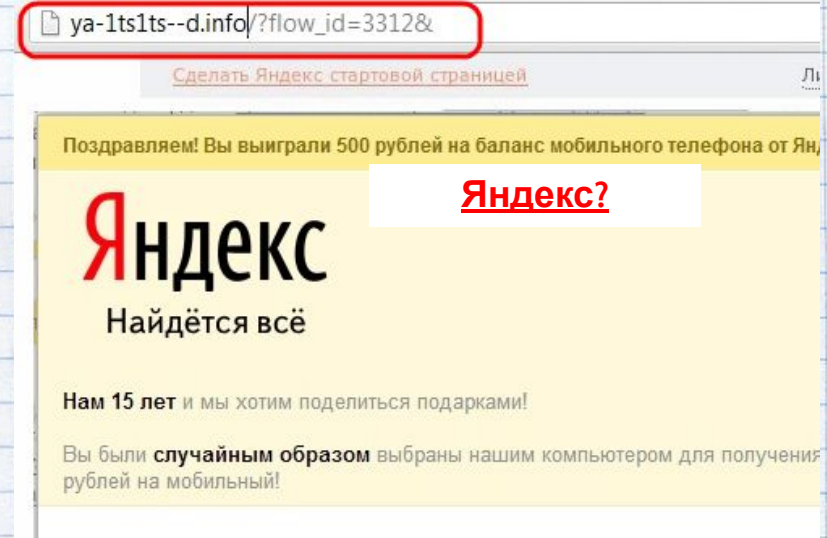 ya-1ts1ts--d.info/?flow_id=3312&
Сделать Яндекс стартовой страницей
Поздравляем! Вы выиграли 500 рублей на баланс мобильного телефона от
Яндекс?
Яндекс
Найдётся всё
Нам 15 лет и мы хотим поделиться подарками!
Вы были случайным образом выбраны нашим компьютером для получения
рублей на мобильный!